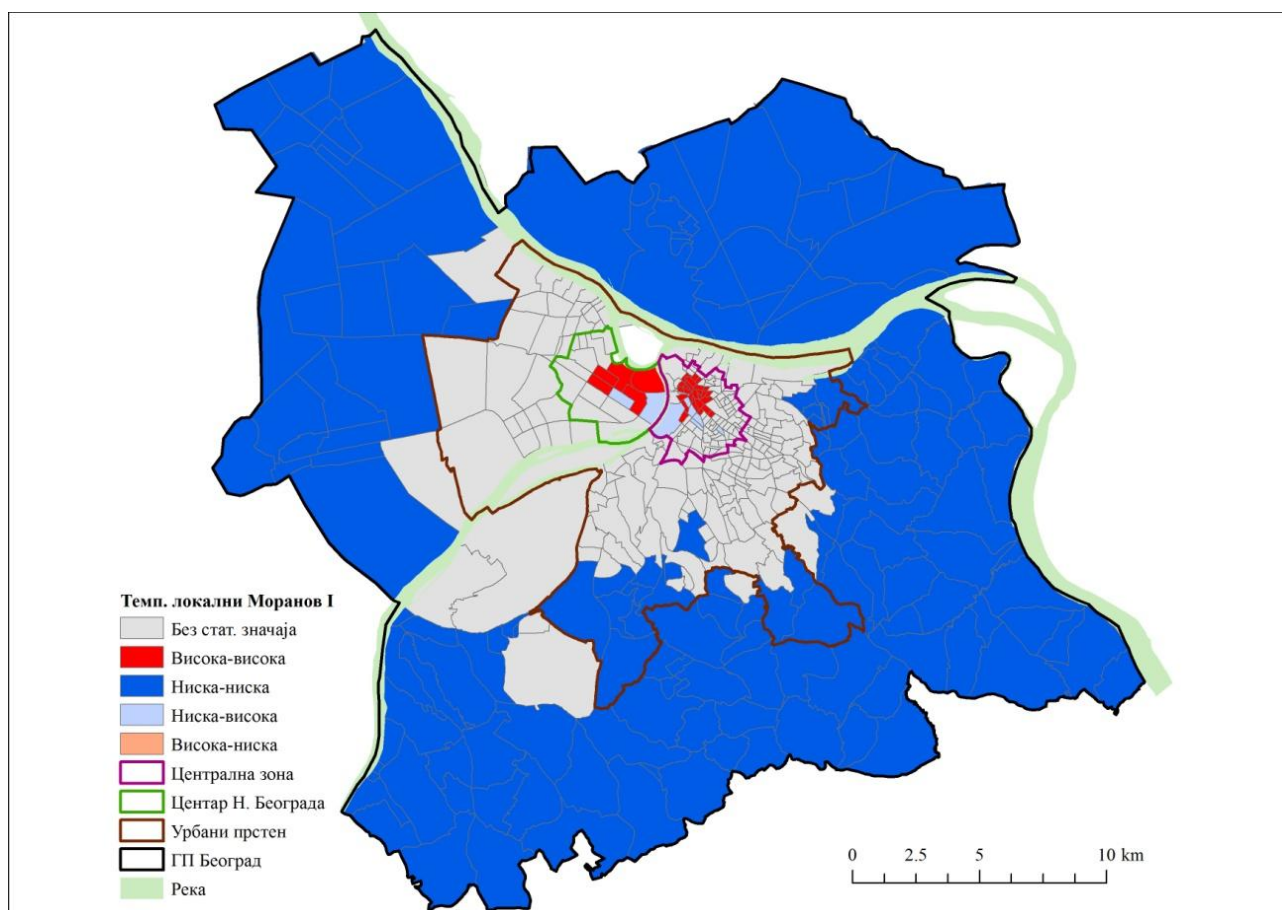 Темп. локални Моранов I
Без стат. значаја
Висока-висока
Ниска-ниска
Ниска-висока
Висока-ниска
Централна зона
Центар Н. Београда
Урбани прстен
ГП Београд
Река
0 2.5 5 10 km